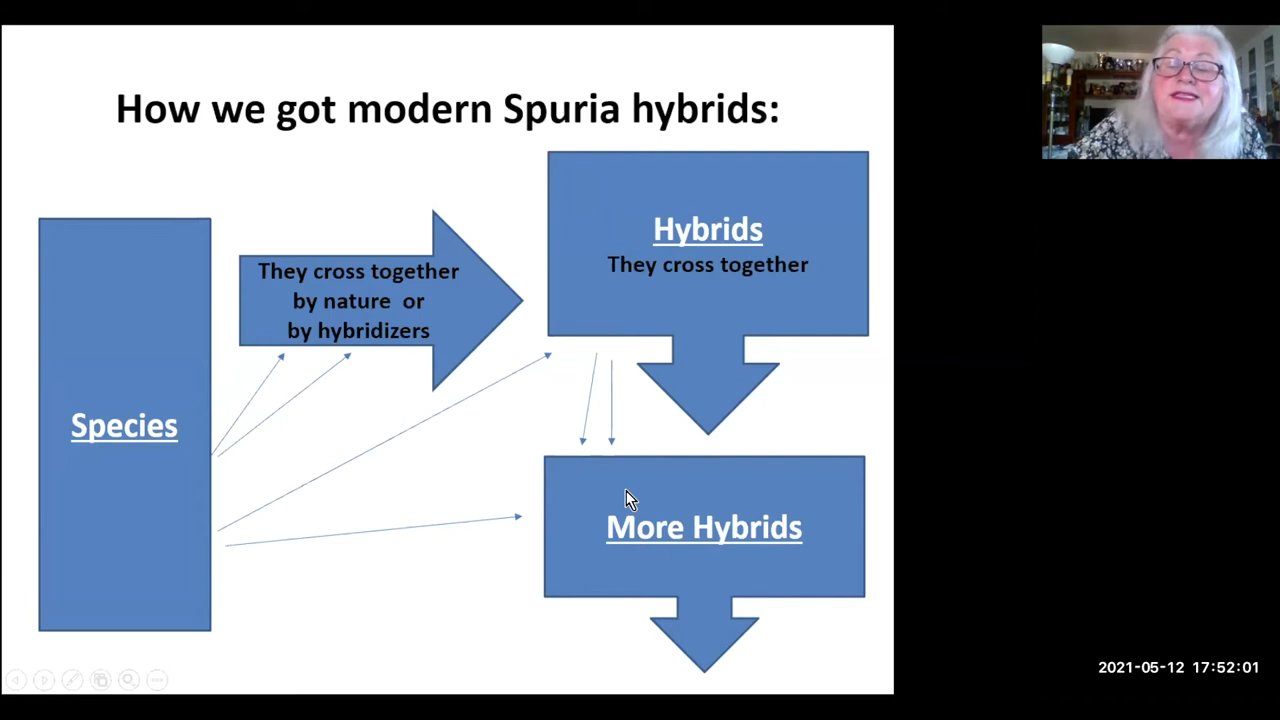 How we got modern Spuria hybrids:
Species
They cross together
by nature or
by hybridizers
Hybrids
They cross together
More Hybrids
2021-05-12 17:52:01